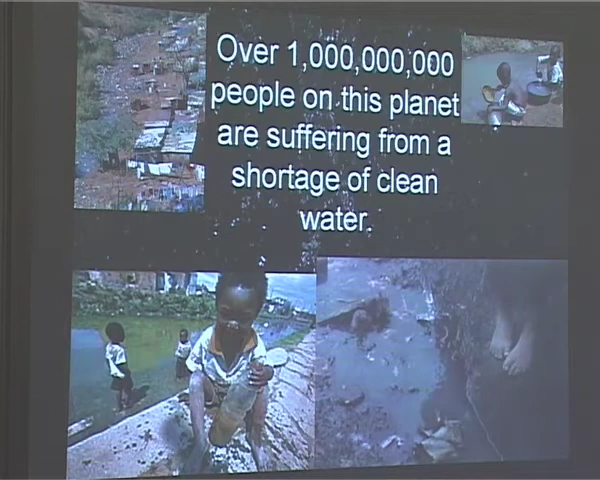 Over 1,000,000,000
people on this planet
are suffering from a
shortage of clean
water.